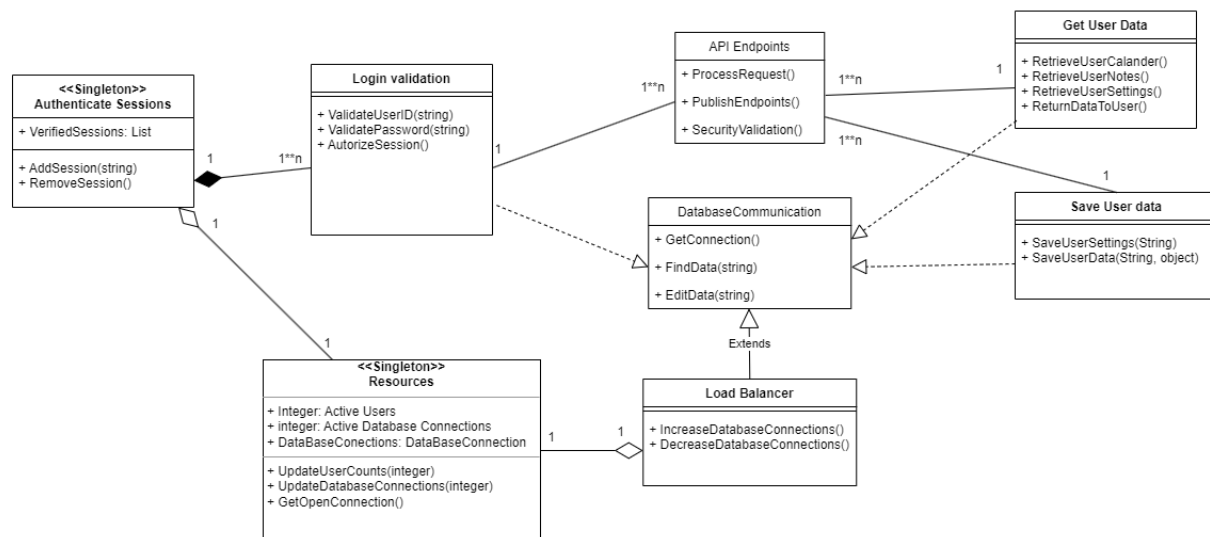 <<Singleton>>
Authenticate Sessions
+ VerifiedSessions: List
+ AddSession(string)
+ RemoveSession()
1
1**n
1
1
Login validation
+ ValidateUserID(string)
+ ValidatePassword(string)
+ AutorizeSession()
1
1**n
API Endpoints
+ ProcessRequest()
+ PublishEndpoints()
+ SecurityValidation()
1**n
1
1**n
1
Get User Data
+ RetrieveUserCalander()
+ RetrieveUserNotes()
+ RetrieveUserSettings()
+ ReturnDataToUser()
DatabaseCommunication
+ GetConnection()
+ FindData(string)
+ EditData(string)
Save User data
+ SaveUserSettings(String)
+ SaveUserData(String, object)
Extends
<<Singleton>>
Resources
+ Integer: Active Users
+ integer: Active Database Connections
+ DataBaseConections: DataBaseConnection
+ UpdateUserCounts(integer)
+ UpdateDatabaseConnections(integer)
+ GetOpenConnection()
1
1
Load Balancer
+ IncreaseDatabaseConnections()
+ DecreaseDatabaseConnections()